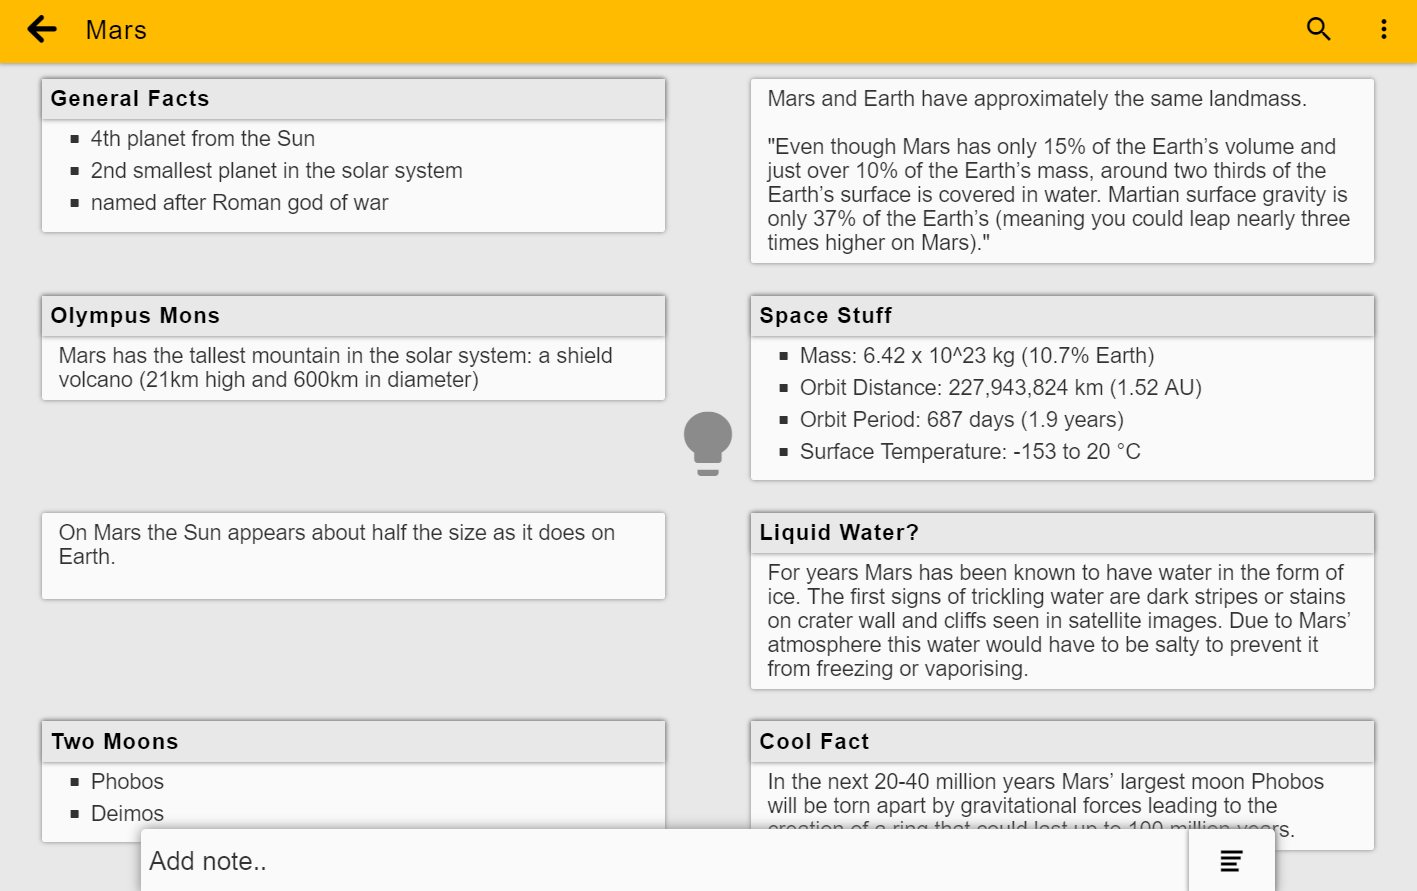 Mars
General Facts
4th planet from the Sun
2nd smallest planet in the solar system
named after Roman god of war
Mars and Earth have approximately the same landmass.
"Even though Mars has only 15% of the Earth’s volume and
just over 10% of the Earth’s mass, around two thirds of the
Earth’s surface is covered in water. Martian surface gravity is
only 37% of the Earth’s (meaning you could leap nearly three
times higher on Mars)."
Olympus Mons
Mars has the tallest mountain in the solar system: a shield
volcano (21km high and 600km in diameter)
Space Stuff
Mass: 6.42 x 10^23 kg (10.7% Earth)
Orbit Distance: 227,943,824 km (1.52 AU)
Orbit Period: 687 days (1.9 years)
Surface Temperature: -153 to 20 °C
On Mars the Sun appears about half the size as it does on
Earth.
Liquid Water?
For years Mars has been known to have water in the form of
ice. The first signs of trickling water are dark stripes or stains
on crater wall and cliffs seen in satellite images. Due to Mars’
atmosphere this water would have to be salty to prevent it
from freezing or vaporising.
Two Moons
Phobos
Deimos
Cool Fact
In the next 20-40 million years Mars’ largest moon Phobos
will be torn apart by gravitational forces leading to the
creation of a ring that could last up to 100 million years.
Add note..